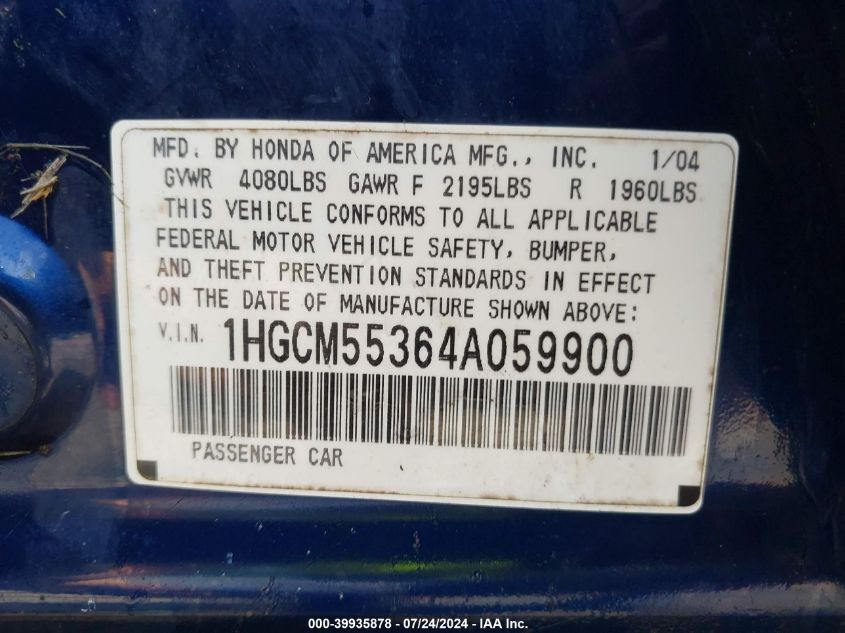 MFD. BY HONDA OF AMERICA MFG., INC. 1/04
GVWR 4080LBS GAWR F 2195LBS R 1960LBS
THIS VEHICLE CONFORMS TO ALL APPLICABLE
FEDERAL MOTOR VEHICLE SAFETY, BUMPER,
AND THEFT PREVENTION STANDARDS IN EFFECT
ON THE DATE OF MANUFACTURE SHOWN ABOVE:
V.I.N. 1HGCM55364A059900
PASSENGER CAR
000-39935878 - 07/24/2024 - © IAA Inc.